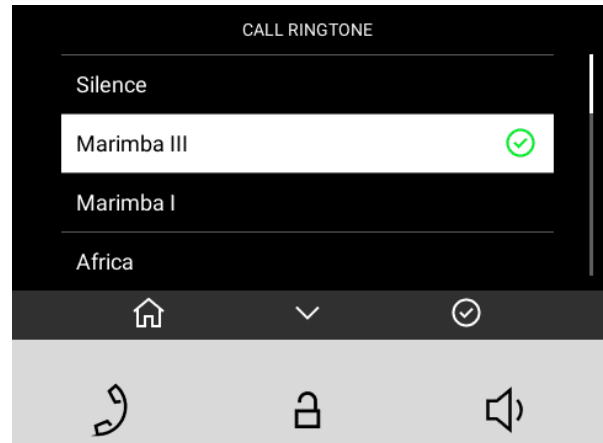 CALL RINGTONE
Silence
Marimba III
Marimba I
Africa